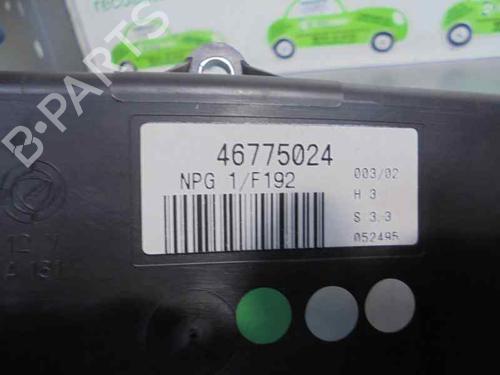 46775024
NPG 1/F192
003/02
H 3
S 3.3
052495
B-PARTS